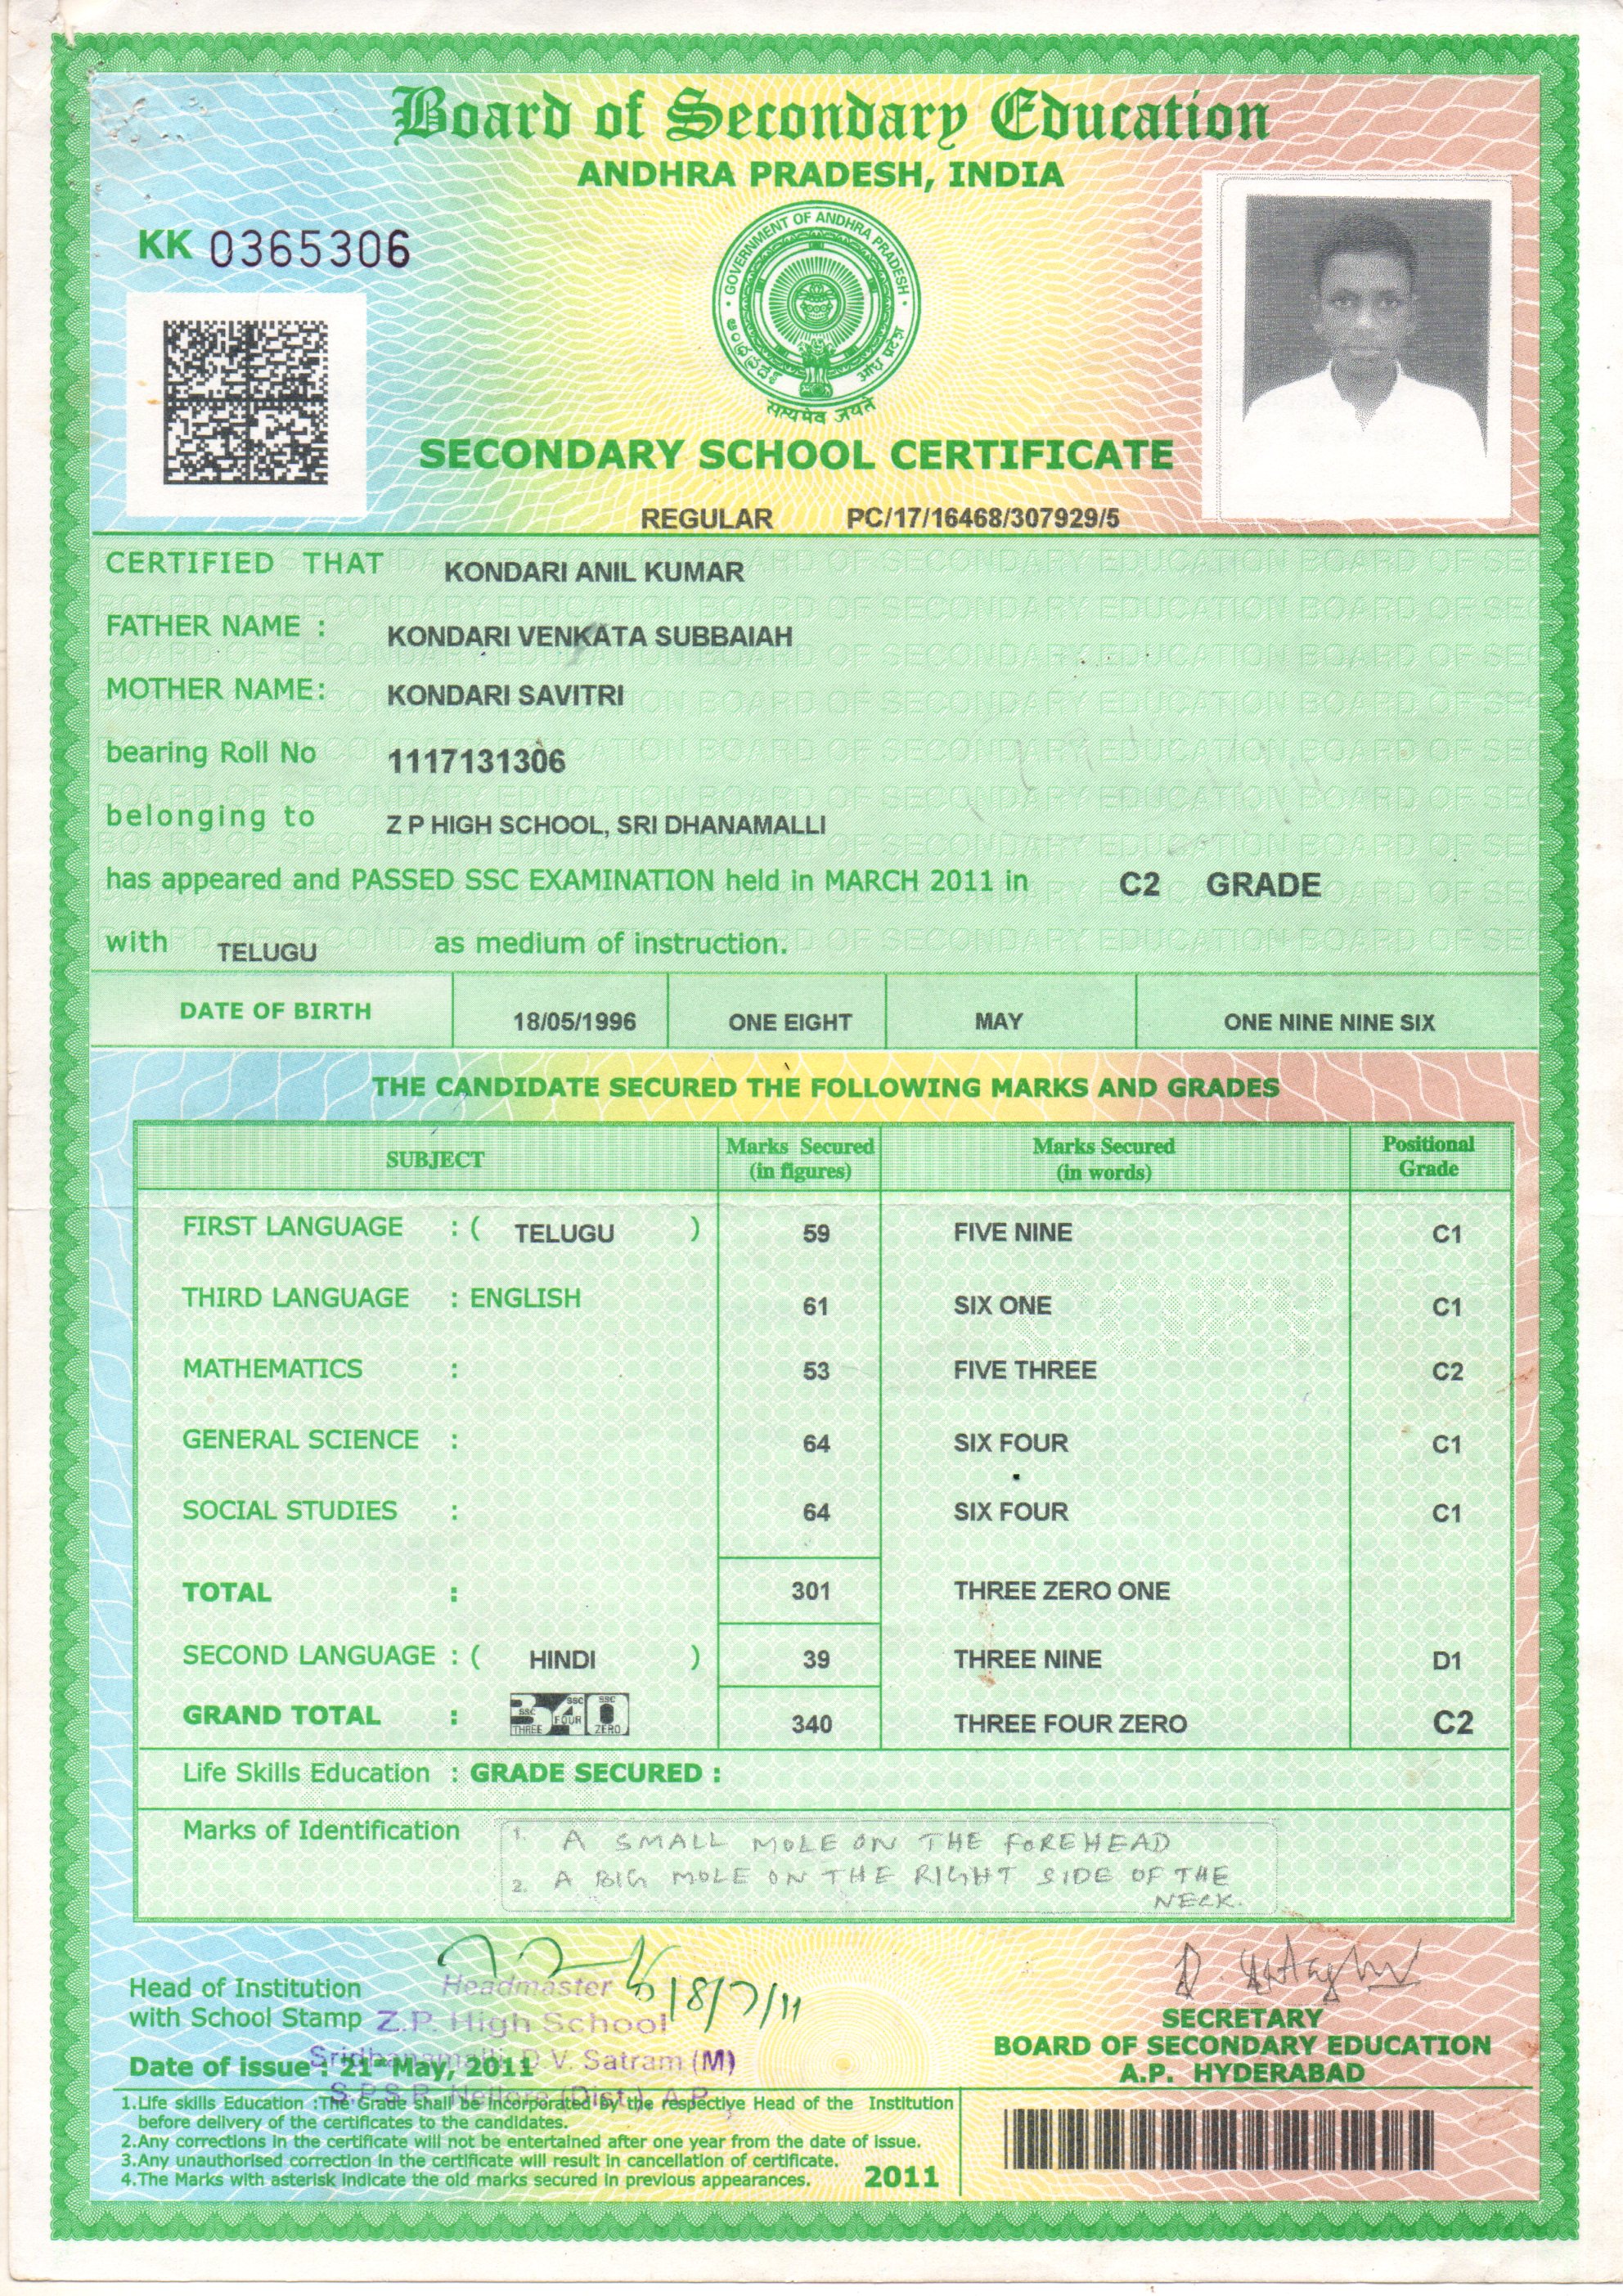 Board of Secondary Education
ANDHRA PRADESH, INDIA
KK 0365306
GOVERNMENT OF ANDHRA PRADESH
ఆంధ్రప్రదేశ్
आंध्र प्रदेश
सत्यमेव जयते
SECONDARY SCHOOL CERTIFICATE
REGULAR PC/17/16468/307929/5
CERTIFIED THAT KONDARI ANIL KUMAR
FATHER NAME : KONDARI VENKATA SUBBAIAH
MOTHER NAME: KONDARI SAVITRI
bearing Roll No 1117131306
belonging to Z P HIGH SCHOOL, SRI DHANAMALLI
has appeared and PASSED SSC EXAMINATION held in MARCH 2011 in C2 GRADE
with TELUGU as medium of instruction.
DATE OF BIRTH 18/05/1996 ONE EIGHT MAY ONE NINE NINE SIX
THE CANDIDATE SECURED THE FOLLOWING MARKS AND GRADES
SUBJECT Marks Secured (in figures) Marks Secured (in words) Positional Grade
FIRST LANGUAGE : ( TELUGU ) 59 FIVE NINE C1
THIRD LANGUAGE : ENGLISH 61 SIX ONE C1
MATHEMATICS : 53 FIVE THREE C2
GENERAL SCIENCE : 64 SIX FOUR C1
SOCIAL STUDIES : 64 SIX FOUR C1
TOTAL : 301 THREE ZERO ONE
SECOND LANGUAGE : ( HINDI ) 39 THREE NINE D1
GRAND TOTAL : 340 THREE FOUR ZERO C2
Life Skills Education : GRADE SECURED :
Marks of Identification
1. A SMALL MOLE ON THE FOREHEAD
2. A BIG MOLE ON THE RIGHT SIDE OF THE
NECK.
18/7/11
Head of Institution
with School Stamp
Headmaster
Z.P. High School
Sridhanamalli, D.V. Satram (M)
S.P.S.R. Nellore (Dist.), A.P.
Date of issue : 21st May, 2011
SECRETARY
BOARD OF SECONDARY EDUCATION
A.P. HYDERABAD
1.Life skills Education :The Grade shall be incorporated by the respective Head of the Institution
before delivery of the certificates to the candidates.
2.Any corrections in the certificate will not be entertained after one year from the date of issue.
3.Any unauthorised correction in the certificate will result in cancellation of certificate.
4.The Marks with asterisk indicate the old marks secured in previous appearances.
2011